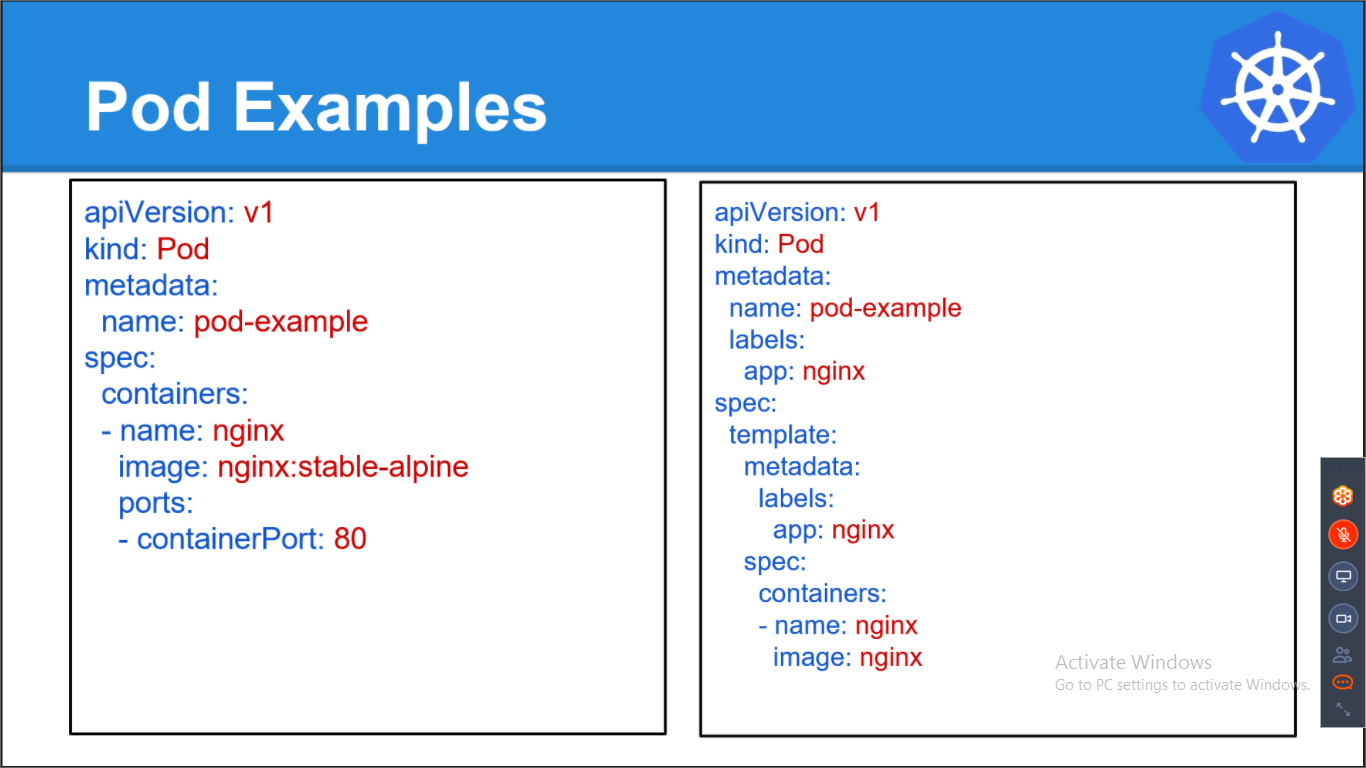 Pod Examples
apiVersion: v1
kind: Pod
metadata:
  name: pod-example
spec:
  containers:
  - name: nginx
    image: nginx:stable-alpine
    ports:
    - containerPort: 80
apiVersion: v1
kind: Pod
metadata:
  name: pod-example
  labels:
    app: nginx
spec:
  template:
    metadata:
      labels:
        app: nginx
    spec:
      containers:
      - name: nginx
        image: nginx
Activate Windows
Go to PC settings to activate Windows.